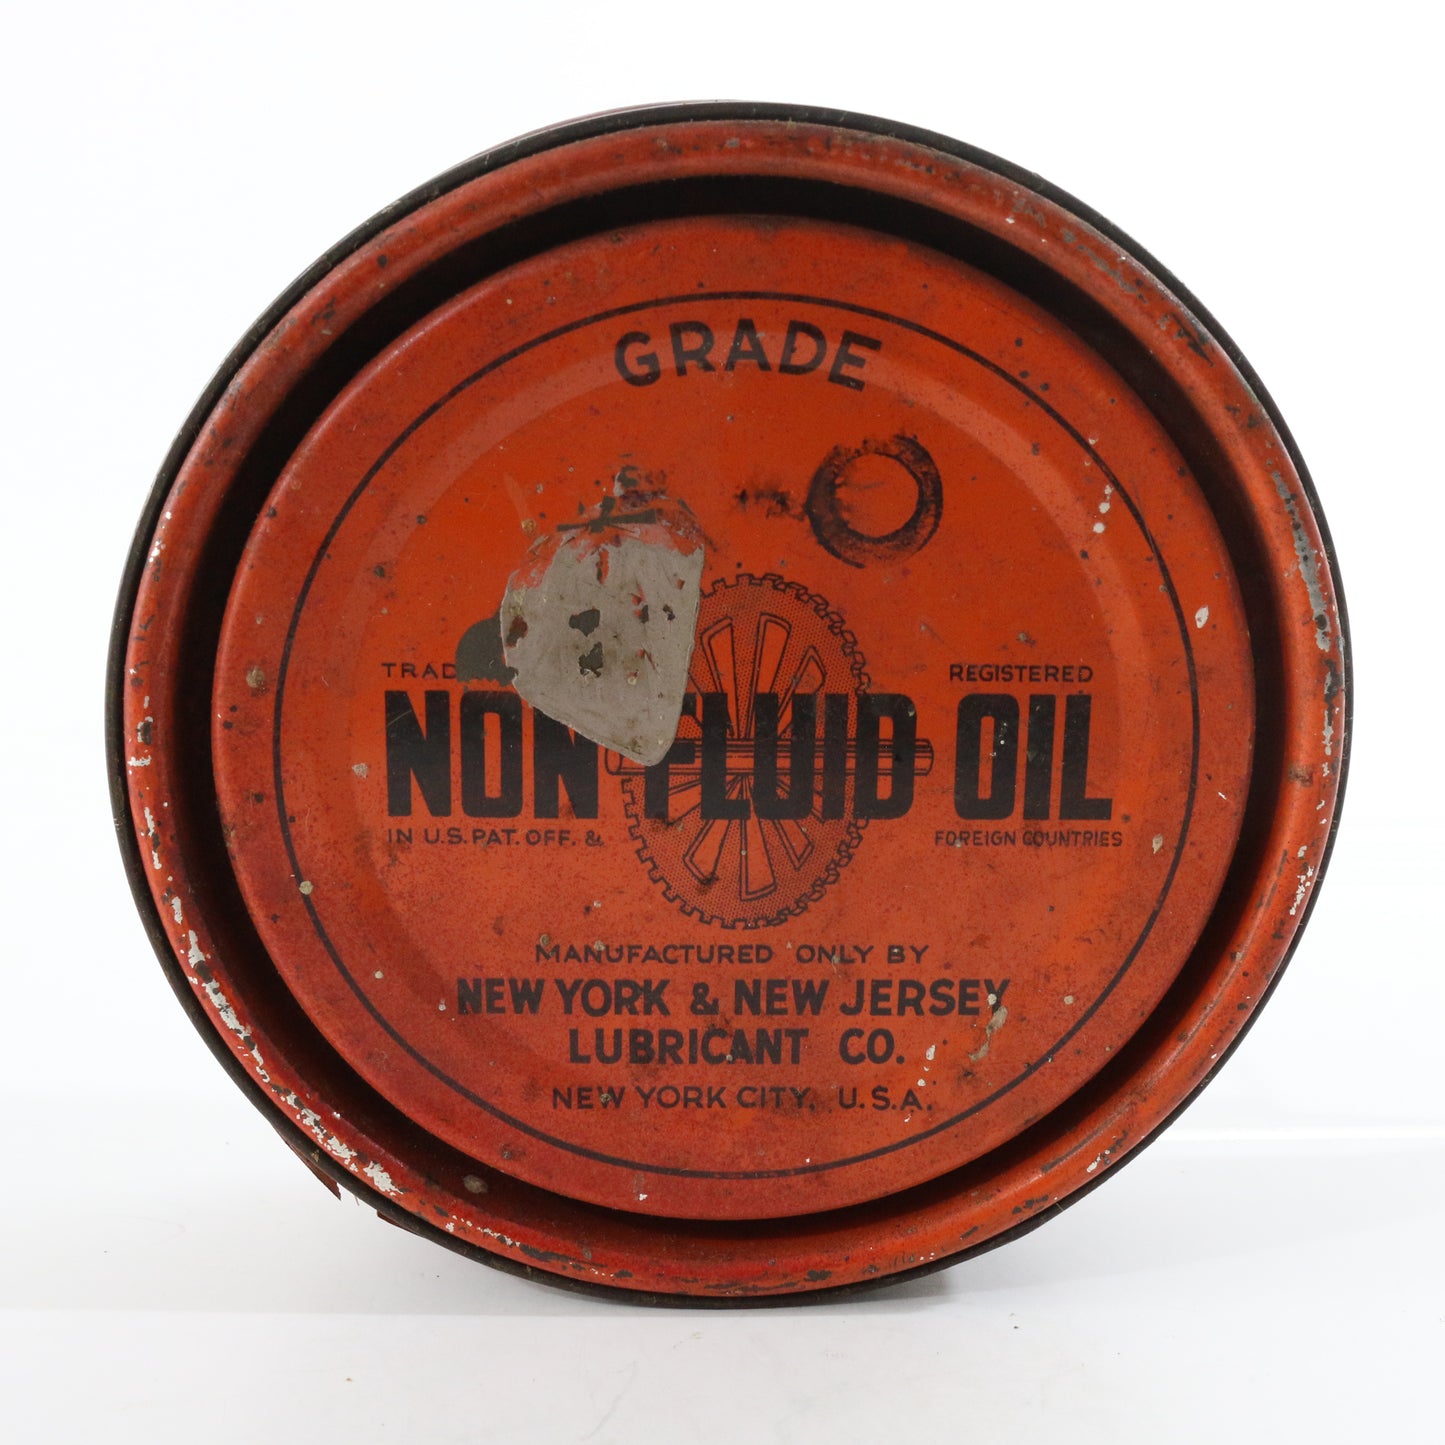 GRADE
REGISTERED
NON-FLUID OIL
IN U.S. PAT. OFF. & FOREIGN COUNTRIES
MANUFACTURED ONLY BY
NEW YORK & NEW JERSEY
LUBRICANT CO.
NEW YORK CITY, U.S.A.